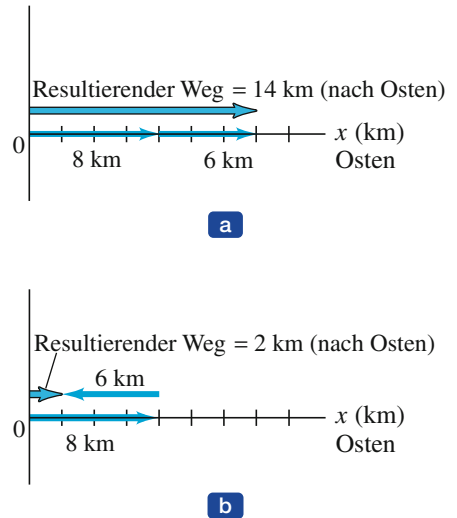 Resultierender Weg = 14 km (nach Osten)
0
x (km)
8 km
6 km
Osten
a
Resultierender Weg = 2 km (nach Osten)
6 km
0
x (km)
8 km
Osten
b